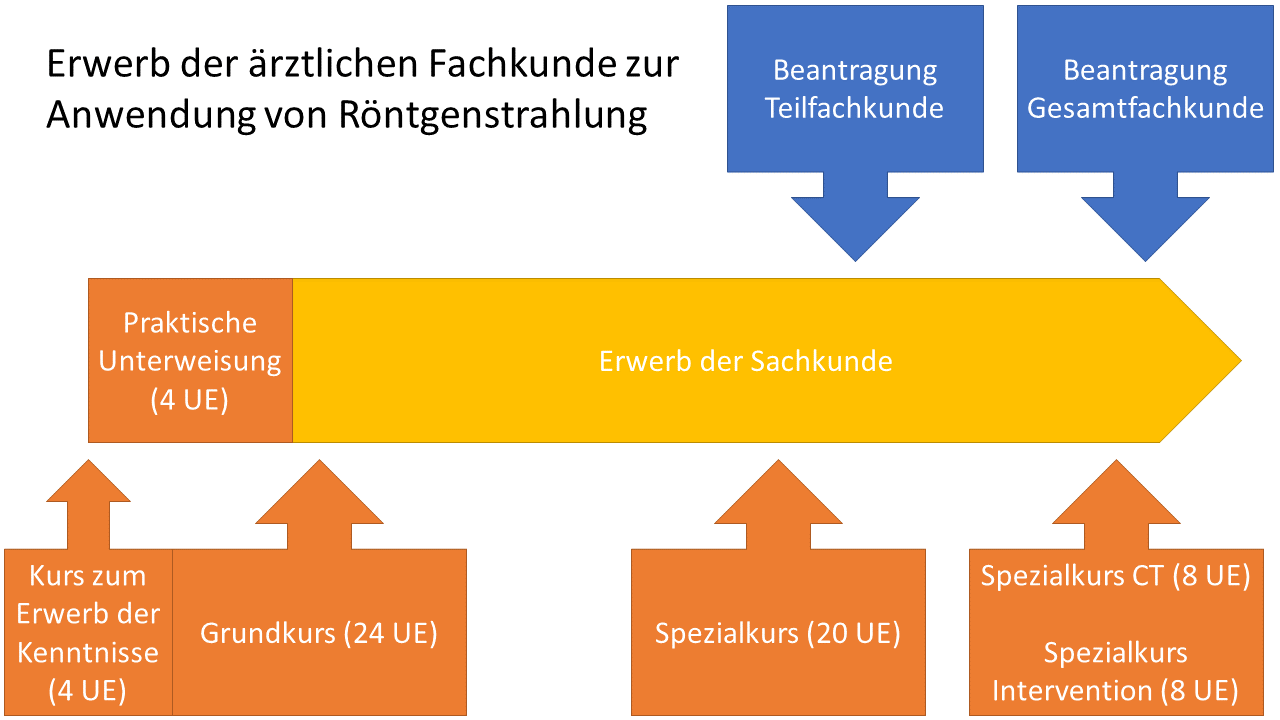 Erwerb der ärztlichen Fachkunde zur
Anwendung von Röntgenstrahlung
Beantragung
Teilfachkunde
Beantragung
Gesamtfachkunde
Praktische
Unterweisung
(4 UE)
Erwerb der Sachkunde
Kurs zum
Erwerb der
Kenntnisse
(4 UE)
Grundkurs (24 UE)
Spezialkurs (20 UE)
Spezialkurs CT (8 UE)
Spezialkurs
Intervention (8 UE)